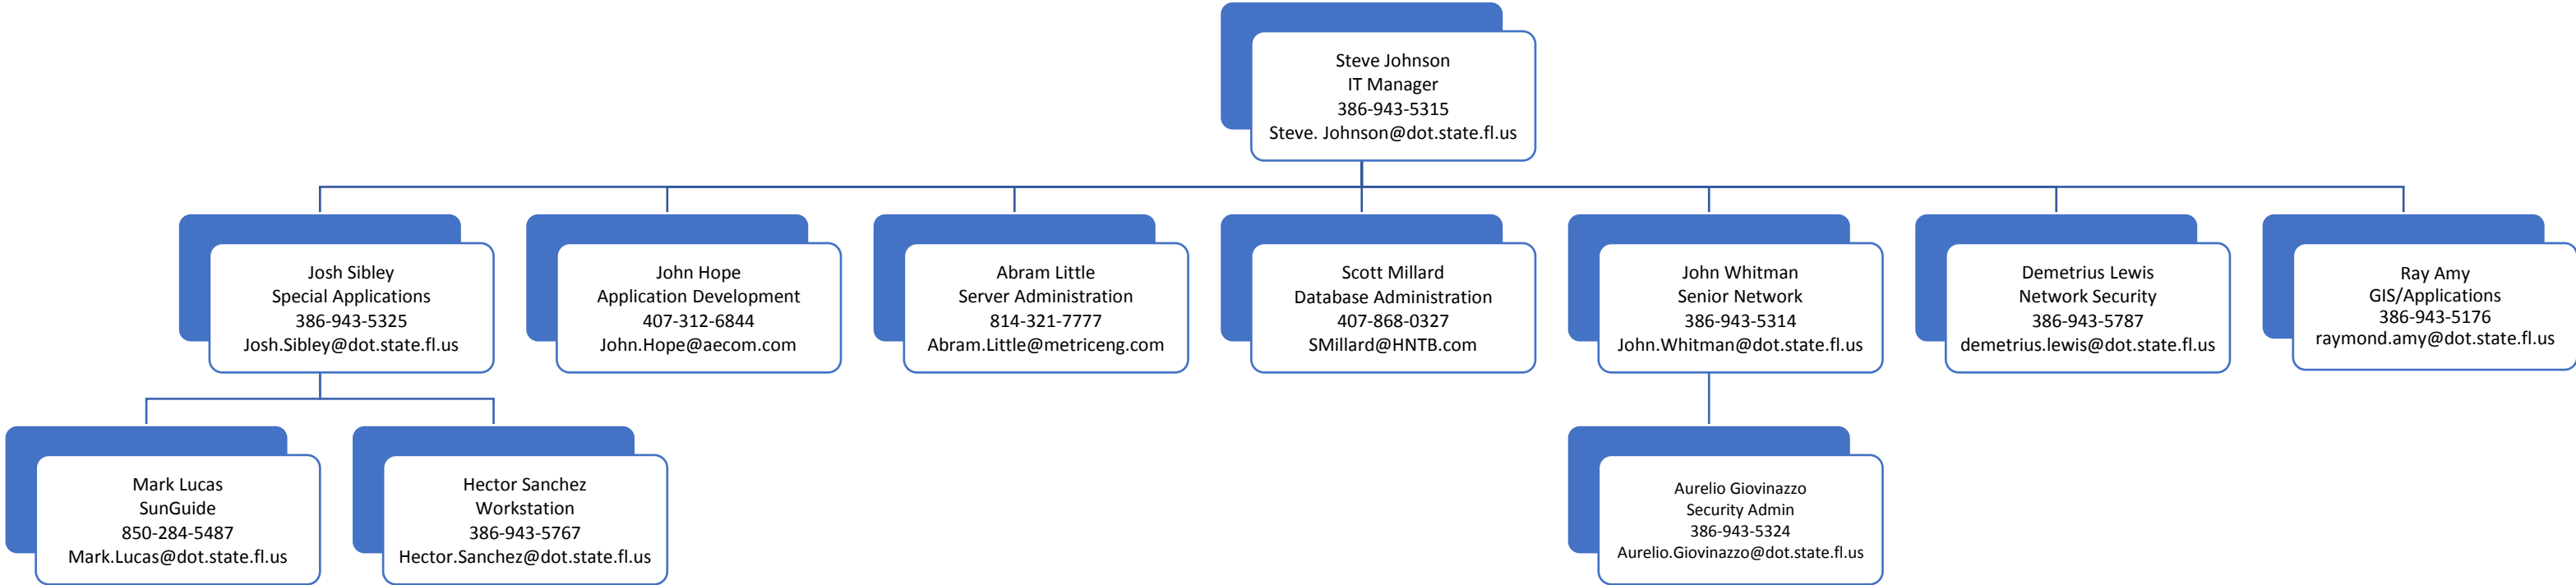 Steve Johnson
IT Manager
386-943-5315
Steve. Johnson@dot.state.fl.us
Josh Sibley
Special Applications
386-943-5325
Josh.Sibley@dot.state.fl.us
John Hope
Application Development
407-312-6844
John.Hope@aecom.com
Abram Little
Server Administration
814-321-7777
Abram.Little@metriceng.com
Scott Millard
Database Administration
407-868-0327
SMillard@HNTB.com
John Whitman
Senior Network
386-943-5314
John.Whitman@dot.state.fl.us
Demetrius Lewis
Network Security
386-943-5787
demetrius.lewis@dot.state.fl.us
Ray Amy
GIS/Applications
386-943-5176
raymond.amy@dot.state.fl.us
Mark Lucas
SunGuide
850-284-5487
Mark.Lucas@dot.state.fl.us
Hector Sanchez
Workstation
386-943-5767
Hector.Sanchez@dot.state.fl.us
Aurelio Giovinazzo
Security Admin
386-943-5324
Aurelio.Giovinazzo@dot.state.fl.us